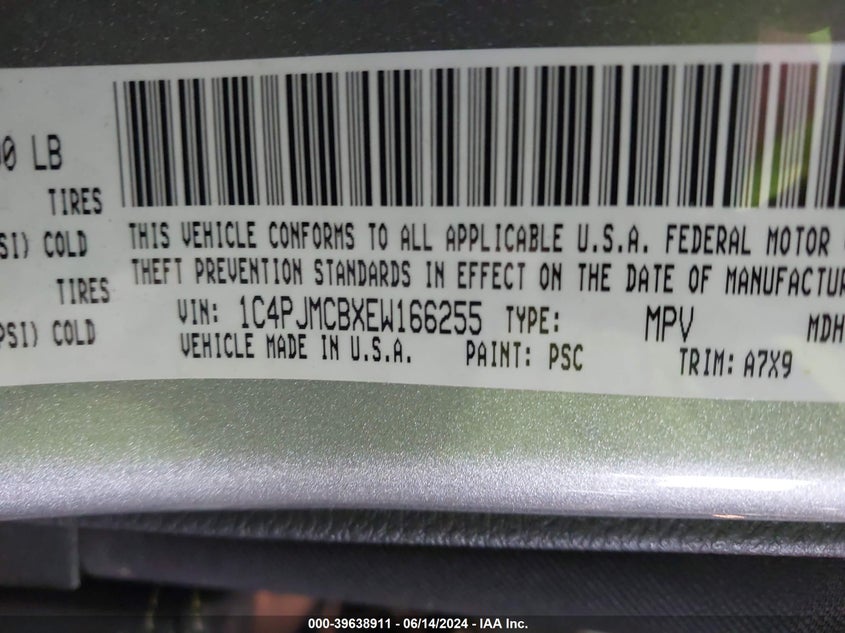 00 LB
TIRES
SI) COLD
TIRES
PSI) COLD
THIS VEHICLE CONFORMS TO ALL APPLICABLE U.S.A. FEDERAL MOTOR
THEFT PREVENTION STANDARDS IN EFFECT ON THE DATE OF MANUFACTUR
VIN: 1C4PJMCBXEW166255 TYPE: MPV MDH
VEHICLE MADE IN U.S.A. PAINT: PSC TRIM: A7X9
000-39638911 - 06/14/2024 - IAA Inc.